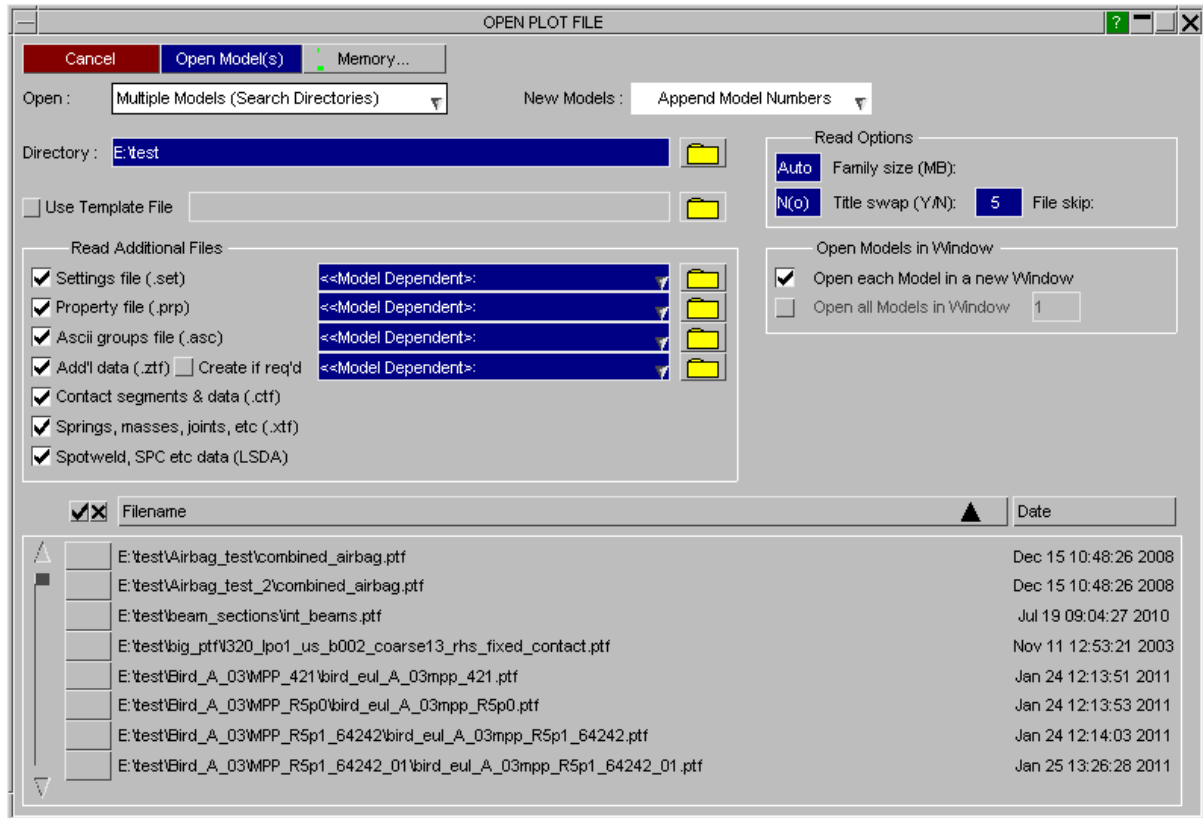 OPEN PLOT FILE ?
Cancel Open Model(s) Memory...
Open : Multiple Models (Search Directories) New Models : Append Model Numbers
Directory : E:\test
Read Options
Auto Family size (MB):
Use Template File
N(o) Title swap (Y/N): 5 File skip:
Read Additional Files
Open Models in Window
Settings file (.set) <<Model Dependent>:
Open each Model in a new Window
Property file (.prp) <<Model Dependent>:
Open all Models in Window 1
Ascii groups file (.asc) <<Model Dependent>:
Add'l data (.ztf) Create if req'd <<Model Dependent>:
Contact segments & data (.ctf)
Springs, masses, joints, etc (.xtf)
Spotweld, SPC etc data (LSDA)
Filename Date
E:\test\Airbag_test\combined_airbag.ptf Dec 15 10:48:26 2008
E:\test\Airbag_test_2\combined_airbag.ptf Dec 15 10:48:26 2008
E:\test\beam_sections\int_beams.ptf Jul 19 09:04:27 2010
E:\test\big_ptf\l320_lpo1_us_b002_coarse13_rhs_fixed_contact.ptf Nov 11 12:53:21 2003
E:\test\Bird_A_03\MPP_421\bird_eul_A_03mpp_421.ptf Jan 24 12:13:51 2011
E:\test\Bird_A_03\MPP_R5p0\bird_eul_A_03mpp_R5p0.ptf Jan 24 12:13:53 2011
E:\test\Bird_A_03\MPP_R5p1_64242\bird_eul_A_03mpp_R5p1_64242.ptf Jan 24 12:14:03 2011
E:\test\Bird_A_03\MPP_R5p1_64242_01\bird_eul_A_03mpp_R5p1_64242_01.ptf Jan 25 13:26:28 2011